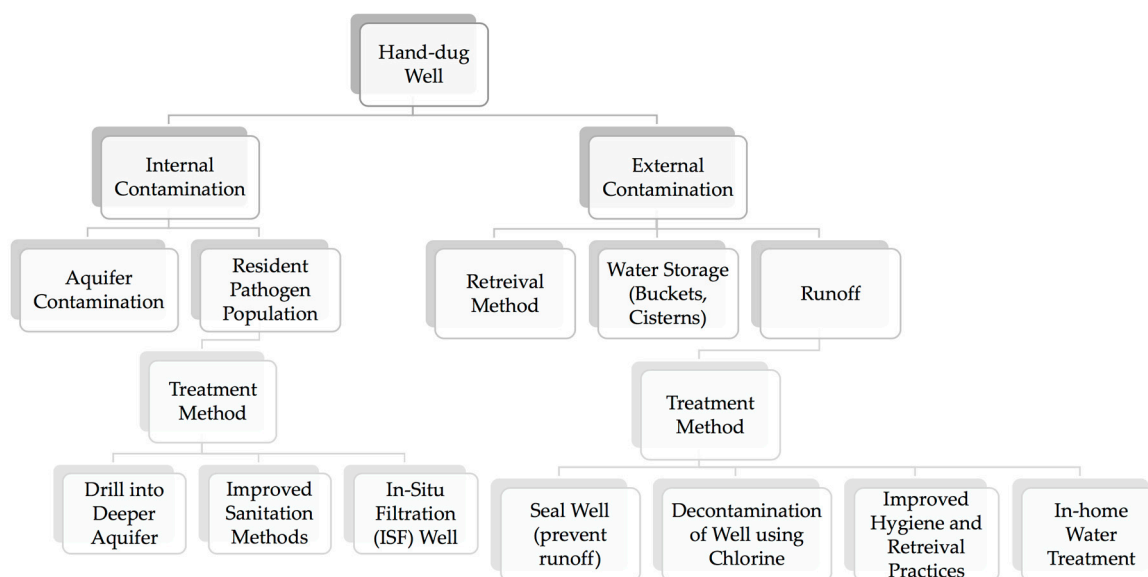 Hand-dug
Well
Internal
Contamination
External
Contamination
Aquifer
Contamination
Resident
Pathogen
Population
Retreival
Method
Water Storage
(Buckets,
Cisterns)
Runoff
Treatment
Method
Treatment
Method
Drill into
Deeper
Aquifer
Improved
Sanitation
Methods
In-Situ
Filtration
(ISF) Well
Seal Well
(prevent
runoff)
Decontamination
of Well using
Chlorine
Improved
Hygiene and
Retreival
Practices
In-home
Water
Treatment